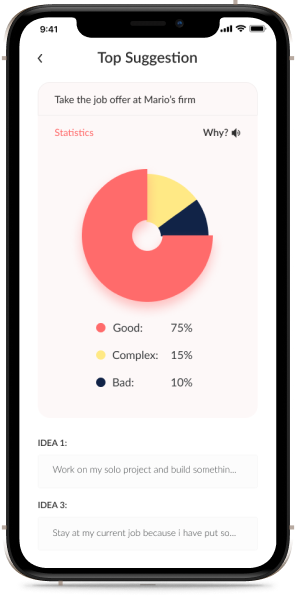 9:41
Top Suggestion
Take the job offer at Mario's firm
Statistics Why?
Good: 75%
Complex: 15%
Bad: 10%
IDEA 1:
Work on my solo project and build somethin...
IDEA 3:
Stay at my current job because i have put so...